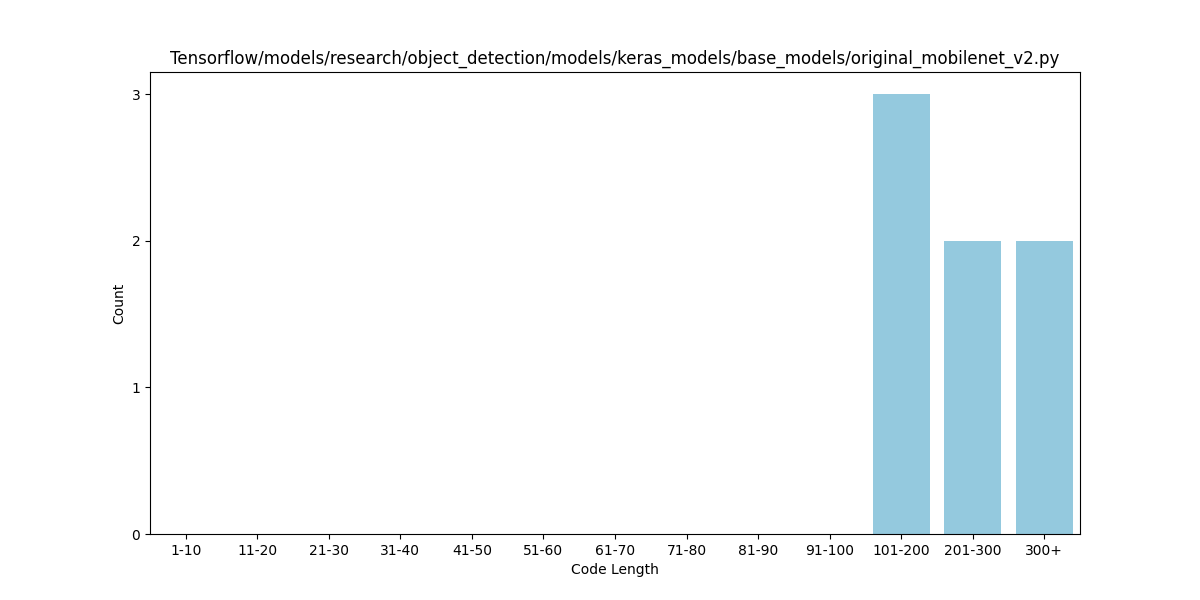 Tensorflow/models/research/object_detection/models/keras_models/base_models/original_mobilenet_v2.py
3
2
1
0
Count
1-10 11-20 21-30 31-40 41-50 51-60 61-70 71-80 81-90 91-100 101-200 201-300 300+
Code Length